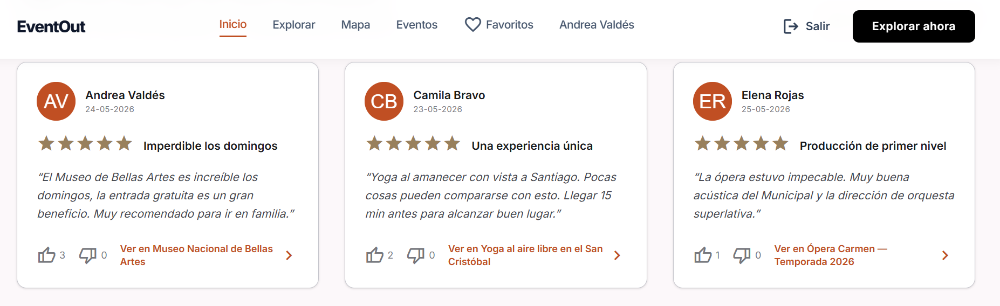 EventOut
Inicio
Explorar
Mapa
Eventos
Favoritos
Andrea Valdés
Salir
Explorar ahora
AV
Andrea Valdés
24-05-2026
Imperdible los domingos
“El Museo de Bellas Artes es increíble los
domingos, la entrada gratuita es un gran
beneficio. Muy recomendado para ir en familia.”
3
0
Ver en Museo Nacional de Bellas
Artes
CB
Camila Bravo
23-05-2026
Una experiencia única
“Yoga al amanecer con vista a Santiago. Pocas
cosas pueden compararse con esto. Llegar 15
min antes para alcanzar buen lugar.”
2
0
Ver en Yoga al aire libre en el San
Cristóbal
ER
Elena Rojas
25-05-2026
Producción de primer nivel
“La ópera estuvo impecable. Muy buena
acústica del Municipal y la dirección de orquesta
superlativa.”
1
0
Ver en Ópera Carmen —
Temporada 2026